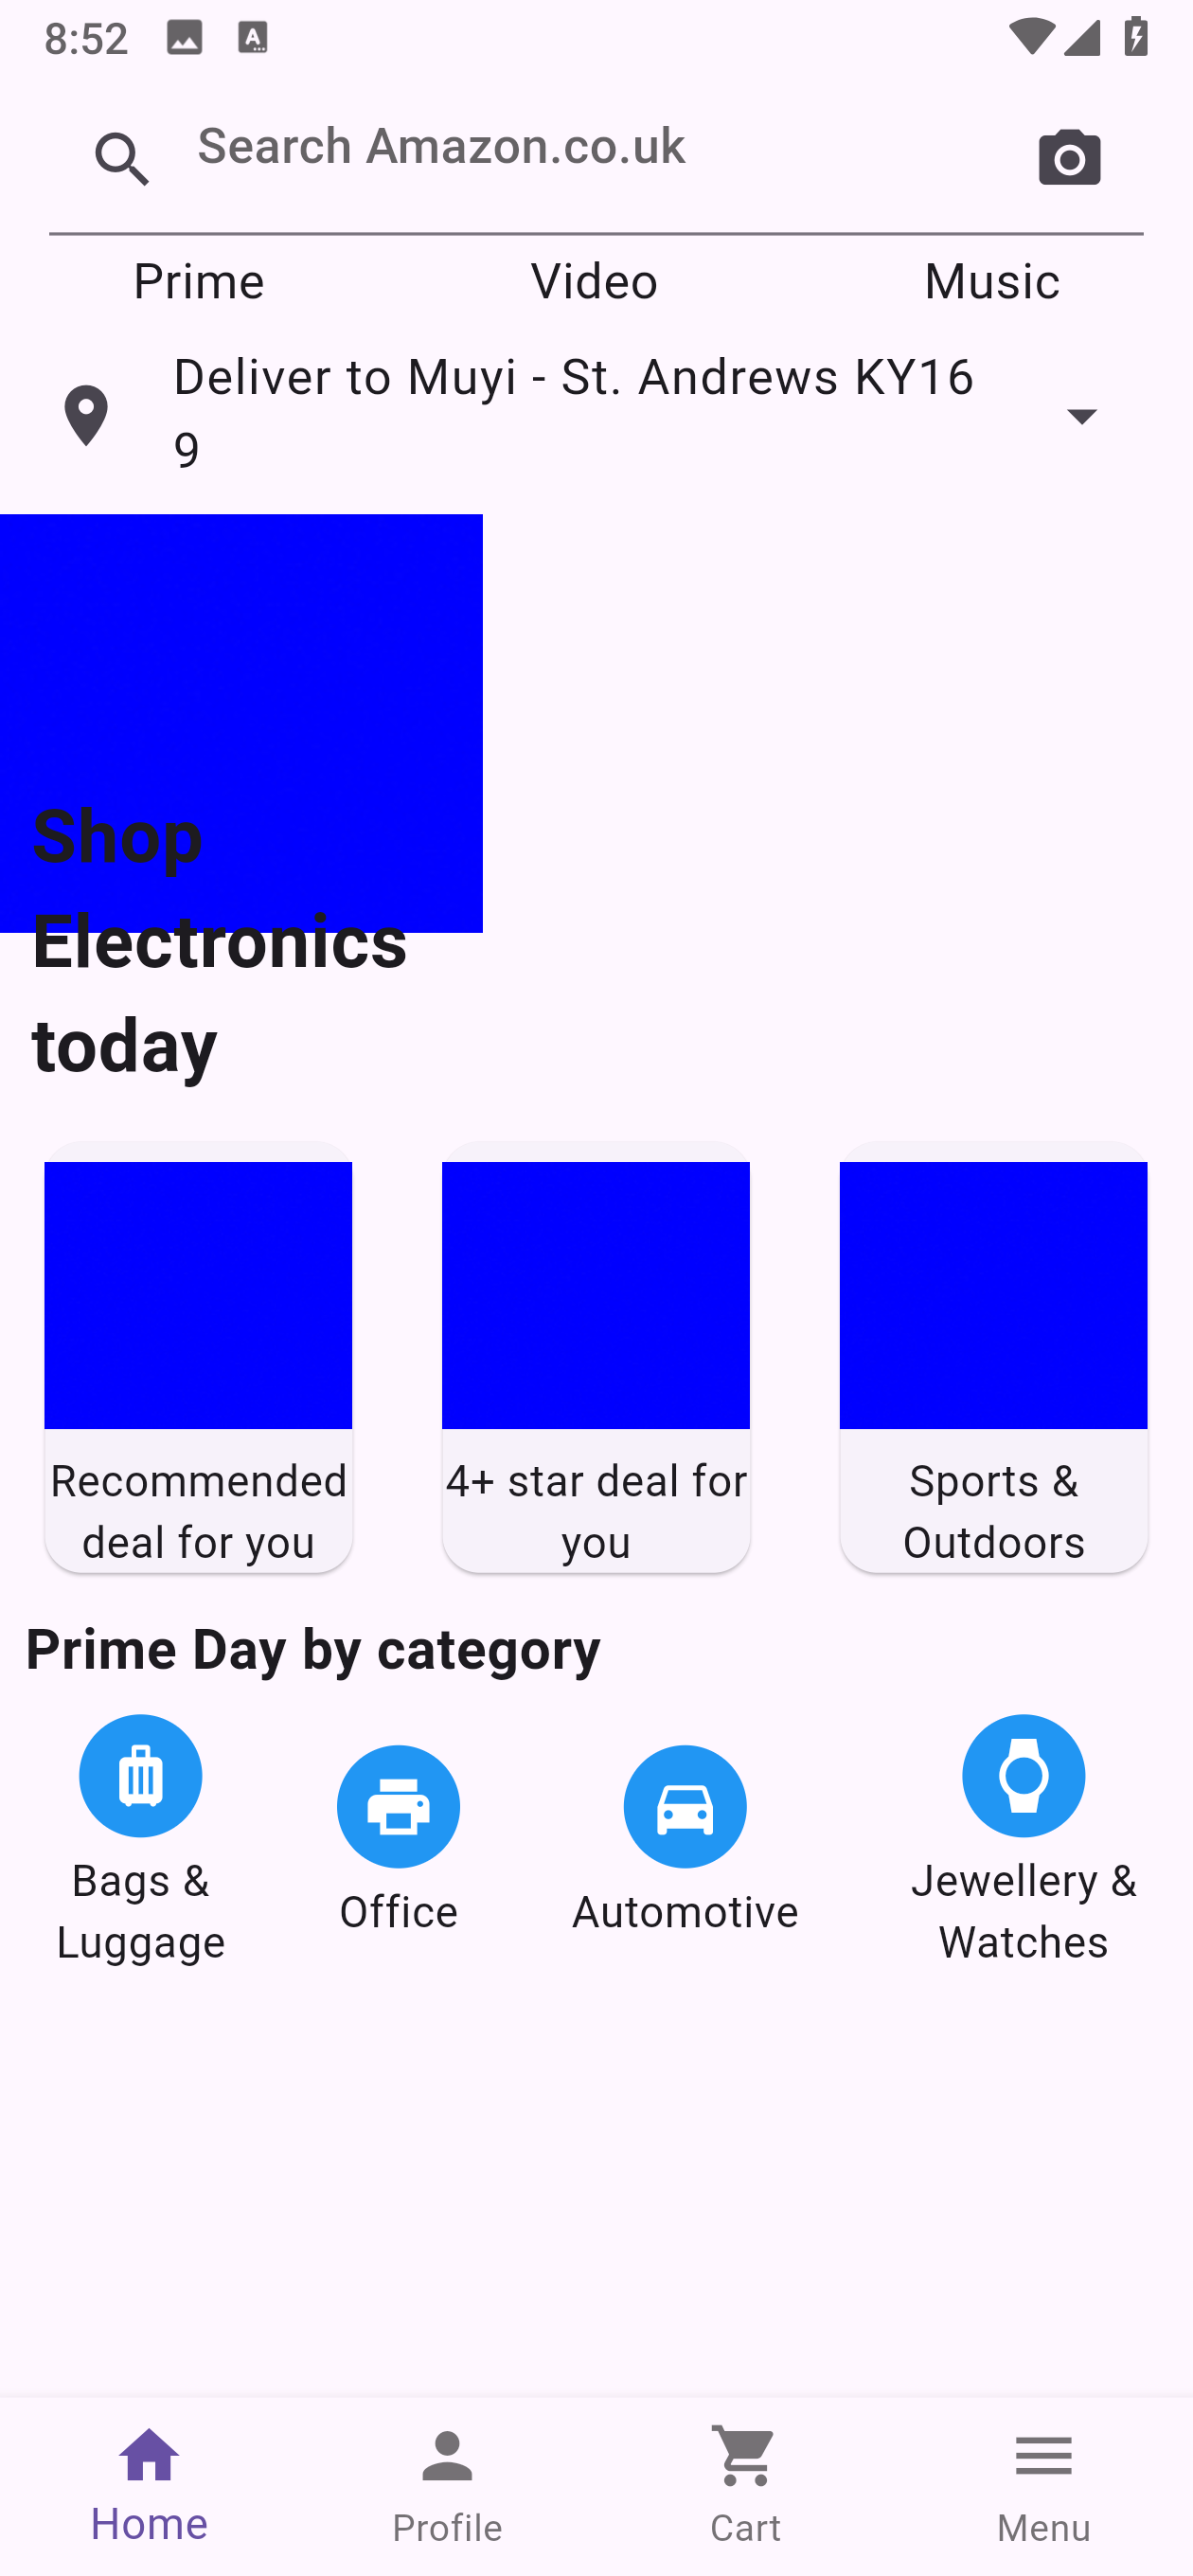 8:52
Search Amazon.co.uk
Prime Video Music
Deliver to Muyi - St. Andrews KY16
9
Shop
Electronics
today
Recommended
deal for you
4+ star deal for
you
Sports &
Outdoors
Prime Day by category
Bags &
Luggage
Office
Automotive
Jewellery &
Watches
Home Profile Cart Menu